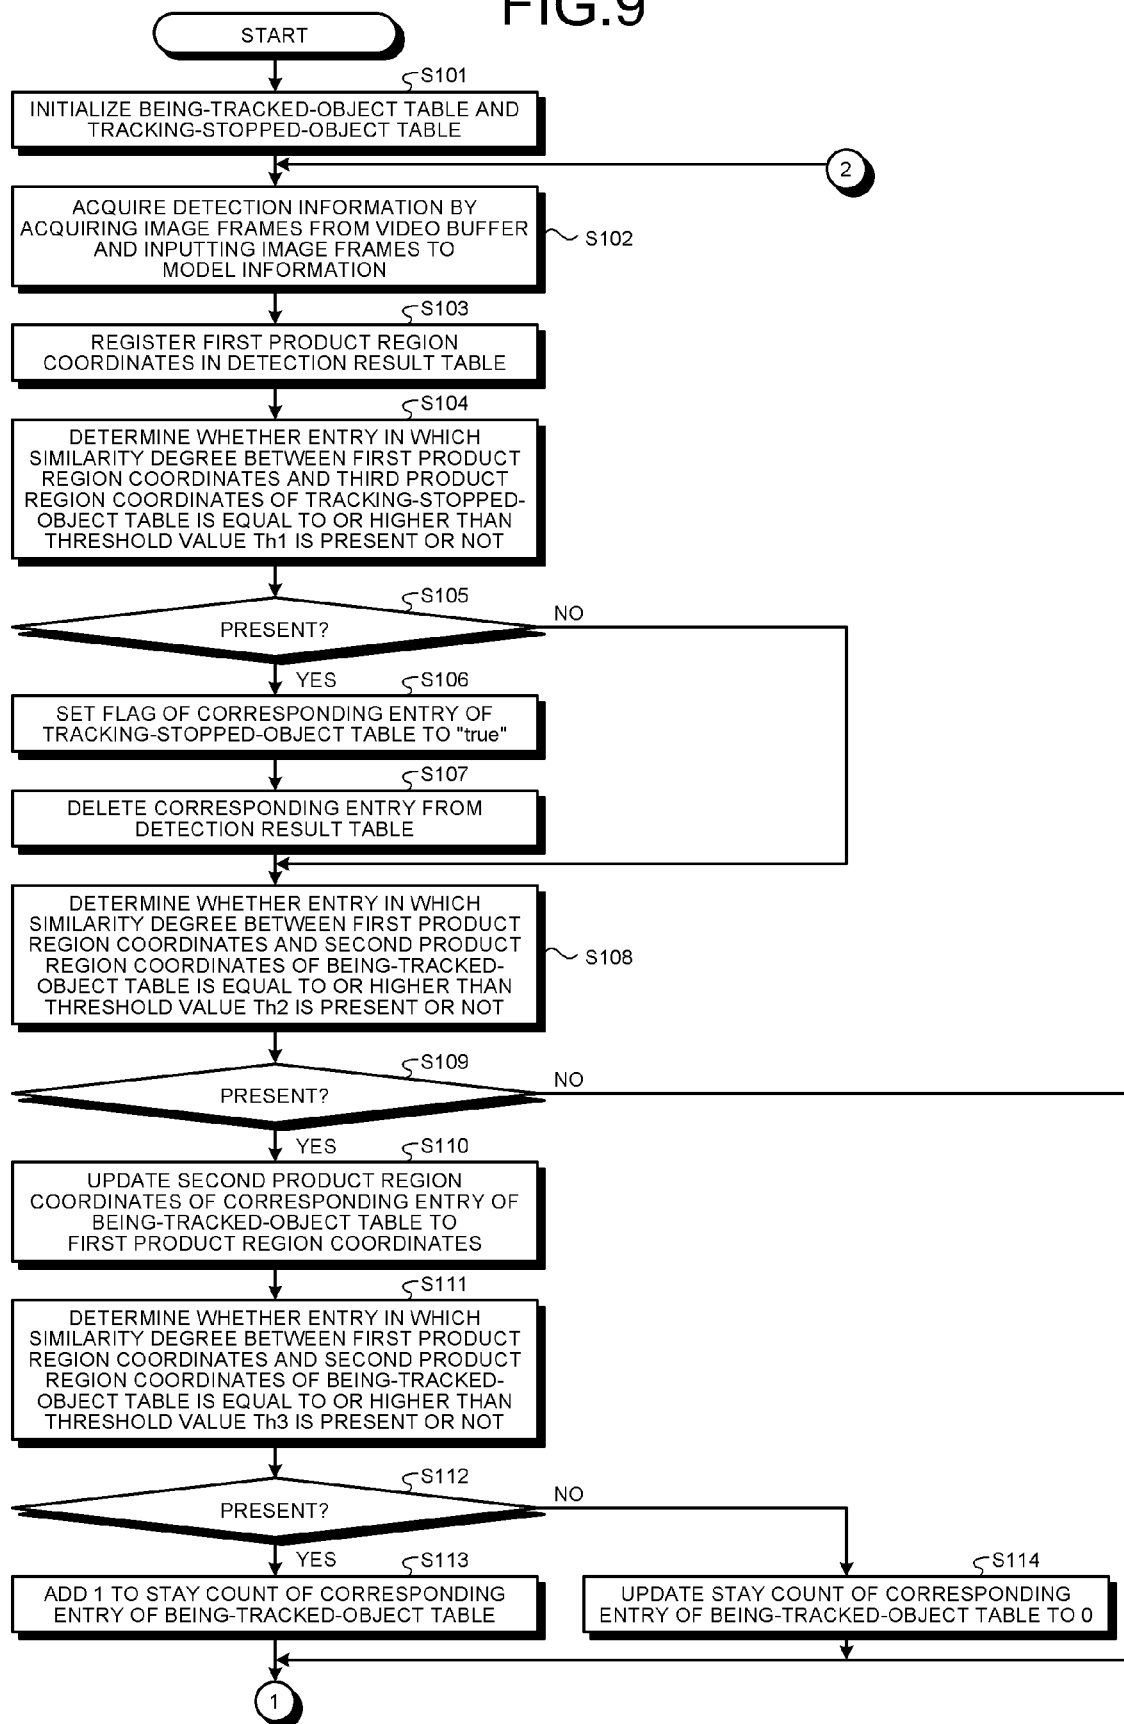 FIG.9
START
S101
INITIALIZE BEING-TRACKED-OBJECT TABLE AND
TRACKING-STOPPED-OBJECT TABLE
2
ACQUIRE DETECTION INFORMATION BY
ACQUIRING IMAGE FRAMES FROM VIDEO BUFFER
AND INPUTTING IMAGE FRAMES TO
MODEL INFORMATION
S102
S103
REGISTER FIRST PRODUCT REGION
COORDINATES IN DETECTION RESULT TABLE
S104
DETERMINE WHETHER ENTRY IN WHICH
SIMILARITY DEGREE BETWEEN FIRST PRODUCT
REGION COORDINATES AND THIRD PRODUCT
REGION COORDINATES OF TRACKING-STOPPED-
OBJECT TABLE IS EQUAL TO OR HIGHER THAN
THRESHOLD VALUE Th1 IS PRESENT OR NOT
S105
PRESENT?
NO
YES
S106
SET FLAG OF CORRESPONDING ENTRY OF
TRACKING-STOPPED-OBJECT TABLE TO "true"
S107
DELETE CORRESPONDING ENTRY FROM
DETECTION RESULT TABLE
DETERMINE WHETHER ENTRY IN WHICH
SIMILARITY DEGREE BETWEEN FIRST PRODUCT
REGION COORDINATES AND SECOND PRODUCT
REGION COORDINATES OF BEING-TRACKED-
OBJECT TABLE IS EQUAL TO OR HIGHER THAN
THRESHOLD VALUE Th2 IS PRESENT OR NOT
S108
S109
PRESENT?
NO
YES
S110
UPDATE SECOND PRODUCT REGION
COORDINATES OF CORRESPONDING ENTRY OF
BEING-TRACKED-OBJECT TABLE TO
FIRST PRODUCT REGION COORDINATES
S111
DETERMINE WHETHER ENTRY IN WHICH
SIMILARITY DEGREE BETWEEN FIRST PRODUCT
REGION COORDINATES AND SECOND PRODUCT
REGION COORDINATES OF BEING-TRACKED-
OBJECT TABLE IS EQUAL TO OR HIGHER THAN
THRESHOLD VALUE Th3 IS PRESENT OR NOT
S112
PRESENT?
NO
YES
S113
ADD 1 TO STAY COUNT OF CORRESPONDING
ENTRY OF BEING-TRACKED-OBJECT TABLE
S114
UPDATE STAY COUNT OF CORRESPONDING
ENTRY OF BEING-TRACKED-OBJECT TABLE TO 0
1